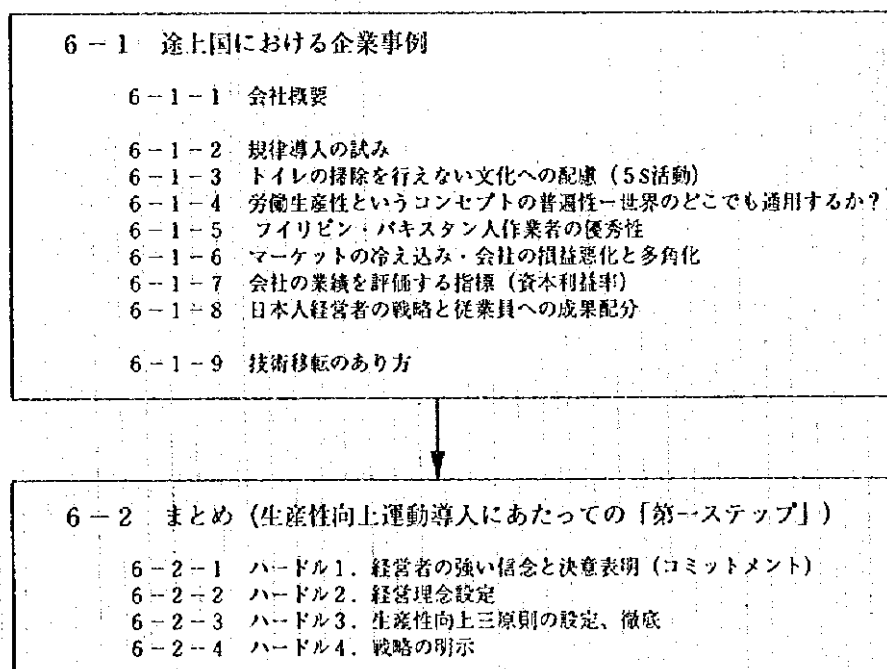 6－1　途上国における企業事例
6－1－1　会社概要
6－1－2　規律導入の試み
6－1－3　トイレの掃除を行えない文化への配慮（5S活動）
6－1－4　労働生産性というコンセプトの普遍性－世界のどこでも通用するか？
6－1－5　フィリピン・パキスタン人作業者の優秀性
6－1－6　マーケットの冷え込み・会社の損益悪化と多角化
6－1－7　会社の業績を評価する指標（資本利益率）
6－1－8　日本人経営者の戦略と従業員への成果配分
6－1－9　技術移転のあり方
6－2　まとめ（生産性向上運動導入にあたっての「第一ステップ」）
6－2－1　ハードル1．経営者の強い信念と決意表明（コミットメント）
6－2－2　ハードル2．経営理念設定
6－2－3　ハードル3．生産性向上三原則の設定、徹底
6－2－4　ハードル4．戦略の明示